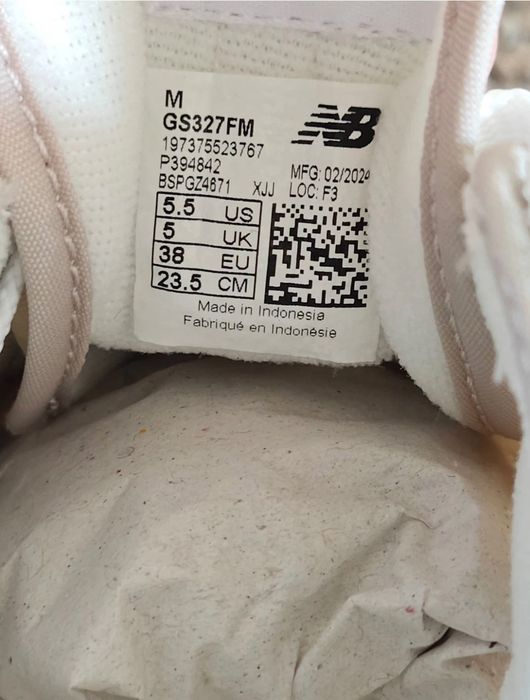 M
GS327FM
NB
197375523767
P394842
MFG: 02/2024
BSPGZ4671 XJJ LOC: F3
5.5 US
5 UK
38 EU
23.5 CM
Made in Indonesia
Fabriqué en Indonésie